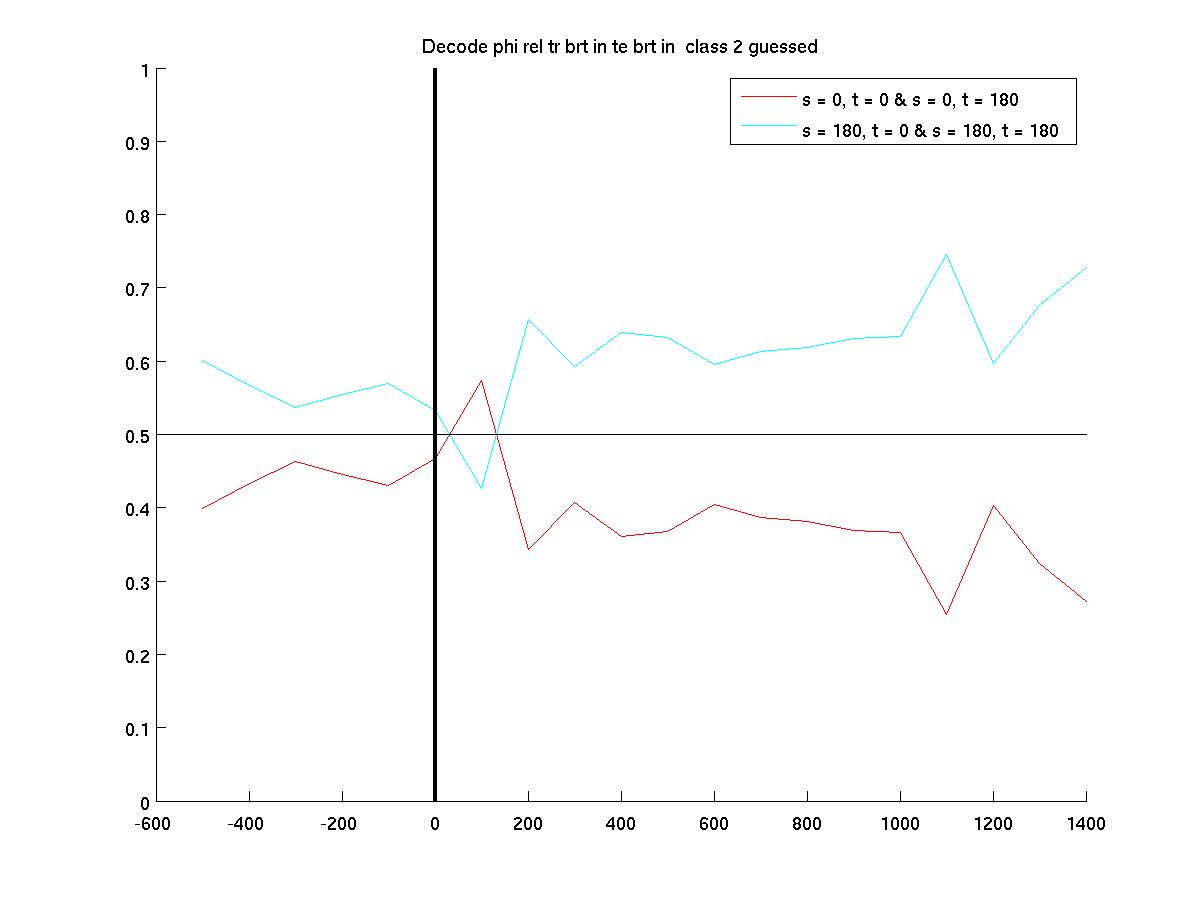 Decode phi rel tr brt in te brt in  class 2 guessed
s = 0, t = 0 & s = 0, t = 180
s = 180, t = 0 & s = 180, t = 180
1
0.9
0.8
0.7
0.6
0.5
0.4
0.3
0.2
0.1
0
-600 -400 -200 0 200 400 600 800 1000 1200 1400